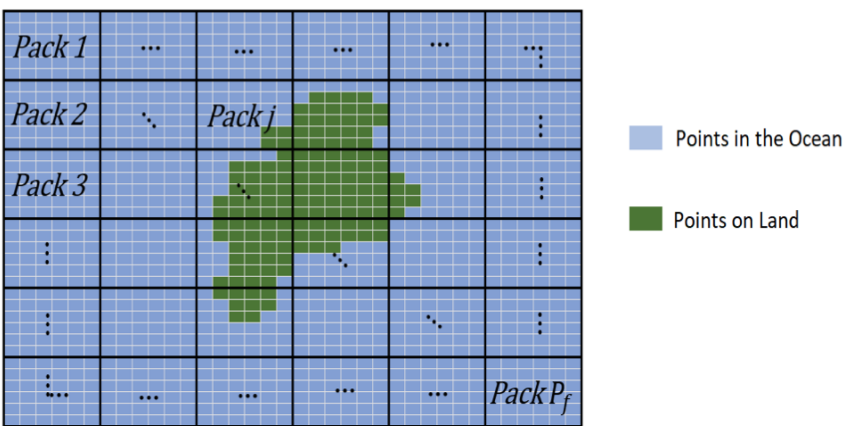 Pack 1
Pack 2
Pack j
Pack 3
Pack P_f
Points in the Ocean
Points on Land